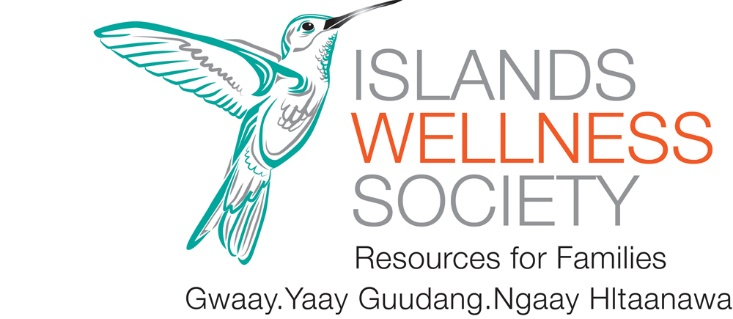 ISLANDS
WELLNESS
SOCIETY
Resources for Families
Gwaay.Yaay Guudang.Ngaay Hltaanawa